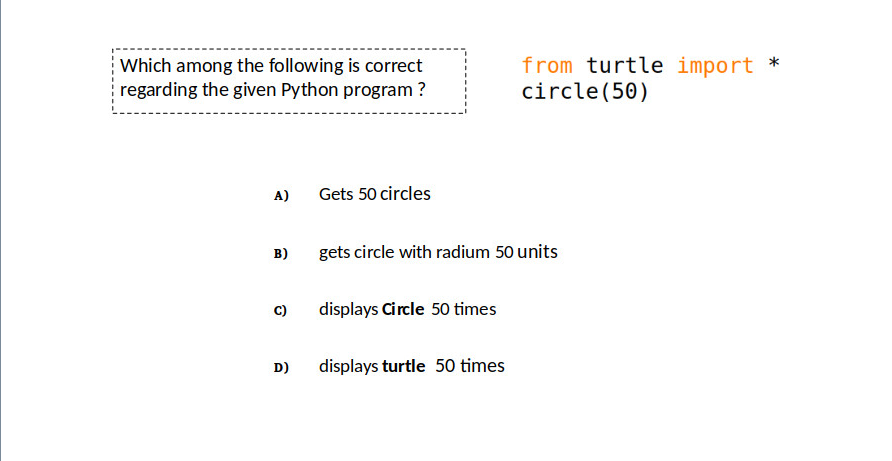 Which among the following is correct
regarding the given Python program ?
from turtle import *
circle(50)
A) Gets 50 circles
B) gets circle with radium 50 units
C) displays Circle 50 times
D) displays turtle 50 times